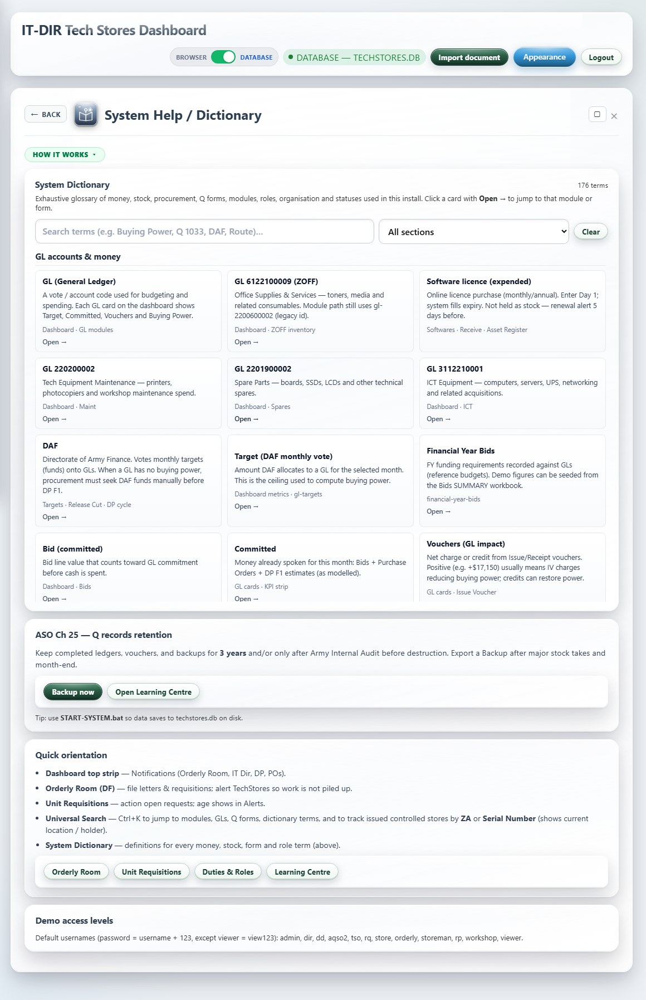 IT-DIR Tech Stores Dashboard
BROWSER DATABASE
DATABASE — TECHSTORES.DB
Import document
Appearance
Logout
← BACK
System Help / Dictionary
×
HOW IT WORKS
System Dictionary
176 terms
Exhaustive glossary of money, stock, procurement, Q forms, modules, roles, organisation and statuses used in this install. Click a card with Open → to jump to that module or
form.
Search terms (e.g. Buying Power, Q 1033, DAF, Route)...
All sections
Clear
GL accounts & money
GL (General Ledger)
A vote / account code used for budgeting and
spending. Each GL card on the dashboard shows
Target, Committed, Vouchers and Buying Power.
Dashboard · GL modules
Open →
GL 6122100009 (ZOFF)
Office Supplies & Services — toners, media and
related consumables. Module path still uses gl-
2200600002 (legacy id).
Dashboard · ZOFF inventory
Open →
Software licence (expended)
Online licence purchase (monthly/annual). Enter Day 1;
system fills expiry. Not held as stock — renewal alert 5
days before.
Softwares · Receive · Asset Register
GL 220200002
Tech Equipment Maintenance — printers,
photocopiers and workshop maintenance spend.
Dashboard · Maint
Open →
GL 2201900002
Spare Parts — boards, SSDs, LCDs and other technical
spares.
Dashboard · Spares
Open →
GL 3112210001
ICT Equipment — computers, servers, UPS, networking
and related acquisitions.
Dashboard · ICT
Open →
DAF
Directorate of Army Finance. Votes monthly targets
(funds) onto GLs. When a GL has no buying power,
procurement must seek DAF funds manually before
DP F1.
Targets · Release Cut · DP cycle
Open →
Target (DAF monthly vote)
Amount DAF allocates to a GL for the selected month.
This is the ceiling used to compute buying power.
Dashboard metrics · gl-targets
Open →
Financial Year Bids
FY funding requirements recorded against GLs
(reference budgets). Demo figures can be seeded from
the Bids SUMMARY workbook.
financial-year-bids
Open →
Bid (committed)
Bid line value that counts toward GL commitment
before cash is spent.
Dashboard · Bids
Open →
Committed
Money already spoken for this month: Bids + Purchase
Orders + DP F1 estimates (as modelled).
GL cards · KPI strip
Open →
Vouchers (GL impact)
Net charge or credit from Issue/Receipt vouchers.
Positive (e.g. +$17,150) usually means IV charges
reducing buying power; credits can restore power.
GL cards · Issue Voucher
ASO Ch 25 — Q records retention
Keep completed ledgers, vouchers, and backups for 3 years and/or only after Army Internal Audit before destruction. Export a Backup after major stock takes and
month-end.
Backup now
Open Learning Centre
Tip: use START-SYSTEM.bat so data saves to techstores.db on disk.
Quick orientation
• Dashboard top strip — Notifications (Orderly Room, IT Dir, DP, POs).
• Orderly Room (DF) — file letters & requisitions; alert TechStores so work is not piled up.
• Unit Requisitions — action open requests; age shows in Alerts.
• Universal Search — Ctrl+K to jump to modules, GLs, Q forms, dictionary terms, and to track issued controlled stores by ZA or Serial Number (shows current
location / holder).
• System Dictionary — definitions for every money, stock, form and role term (above).
Orderly Room
Unit Requisitions
Duties & Roles
Learning Centre
Demo access levels
Default usernames (password = username + 123, except viewer = view123): admin, dir, dd, aqso2, tso, rq, store, orderly, storeman, rp, workshop, viewer.